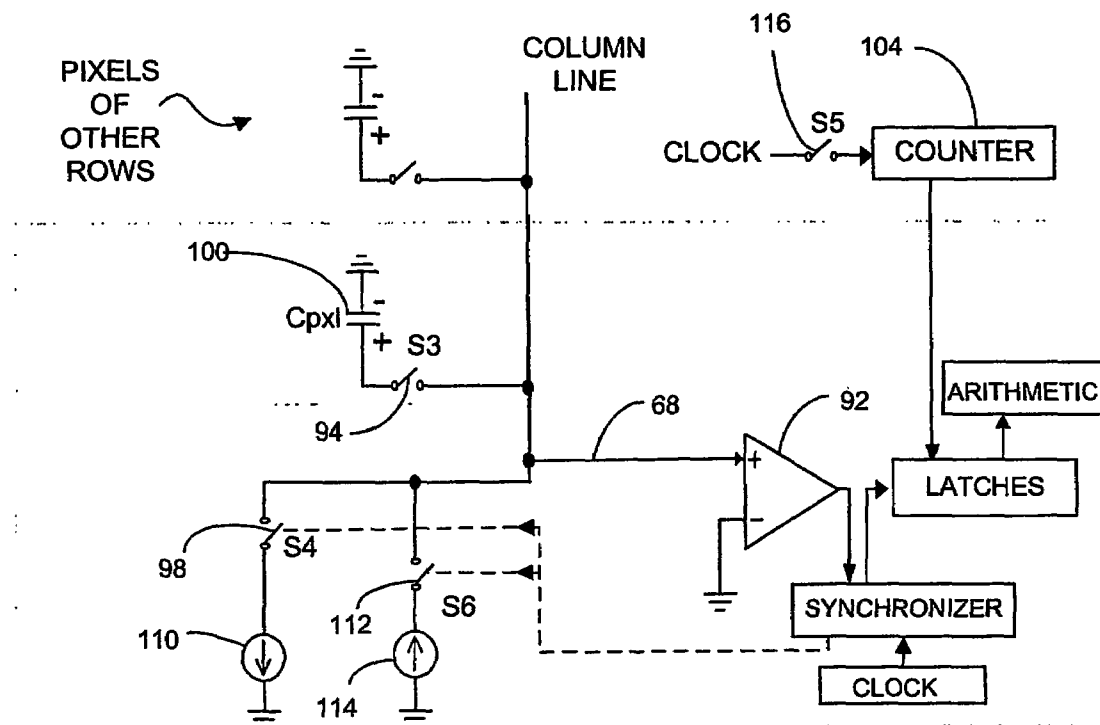 PIXELS
OF
OTHER
ROWS
-
+
COLUMN
LINE
116
104
CLOCK
S5
COUNTER
100
-
Cpxl
+
S3
94
68
92
+
-
ARITHMETIC
LATCHES
98
S4
112
S6
SYNCHRONIZER
110
114
CLOCK